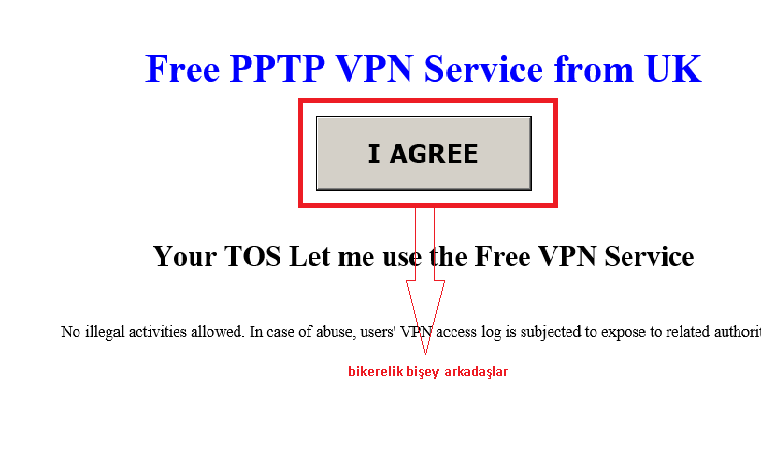 Free PPTP VPN Service from UK
I AGREE
Your TOS Let me use the Free VPN Service
No illegal activities allowed. In case of abuse, users' VPN access log is subjected to expose to related authorit
bikerelik bişey arkadaşlar